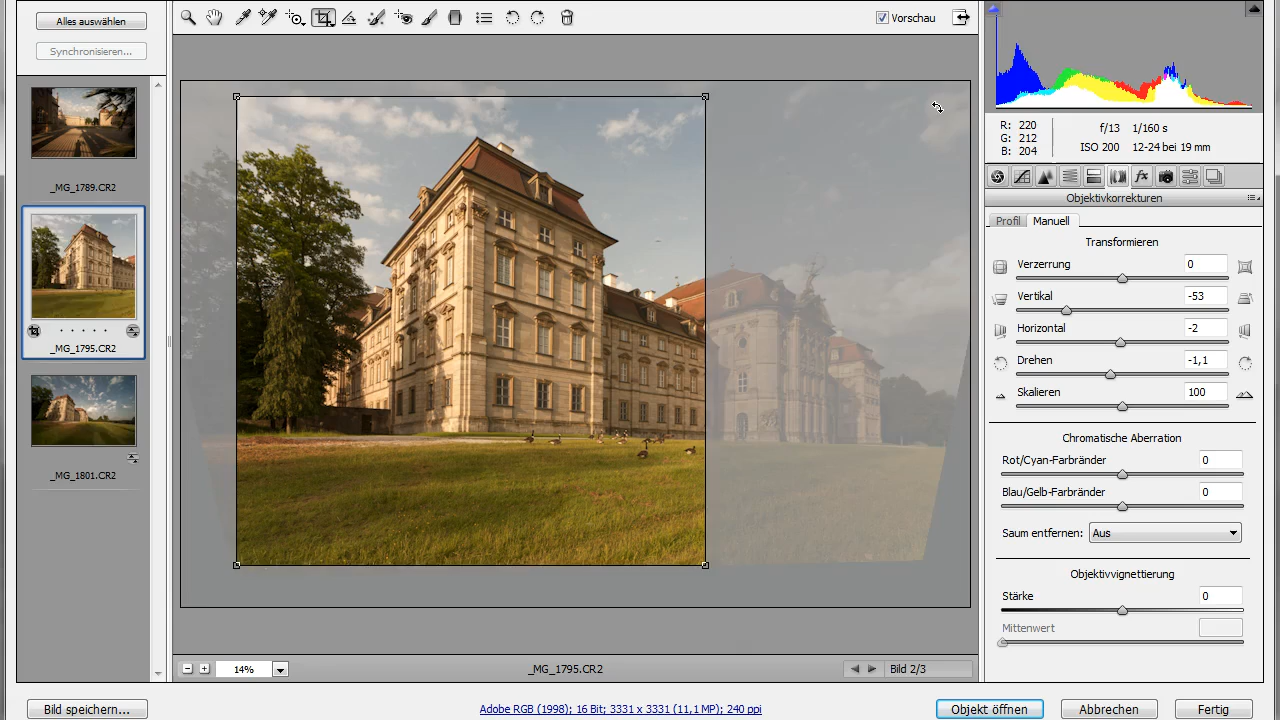 Alles auswählen
Synchronisieren...
_MG_1789.CR2
_MG_1795.CR2
_MG_1801.CR2
Vorschau
14%
_MG_1795.CR2
Bild 2/3
R: 220
G: 212
B: 204
f/13 1/160 s
ISO 200 12-24 bei 19 mm
fx
Objektivkorrekturen
Profil Manuell
Transformieren
Verzerrung 0
Vertikal -53
Horizontal -2
Drehen -1,1
Skalieren 100
Chromatische Aberration
Rot/Cyan-Farbränder 0
Blau/Gelb-Farbränder 0
Saum entfernen: Aus
Objektivvignettierung
Stärke 0
Mittenwert
Bild speichern...
Adobe RGB (1998); 16 Bit; 3331 x 3331 (11,1 MP); 240 ppi
Objekt öffnen
Abbrechen
Fertig